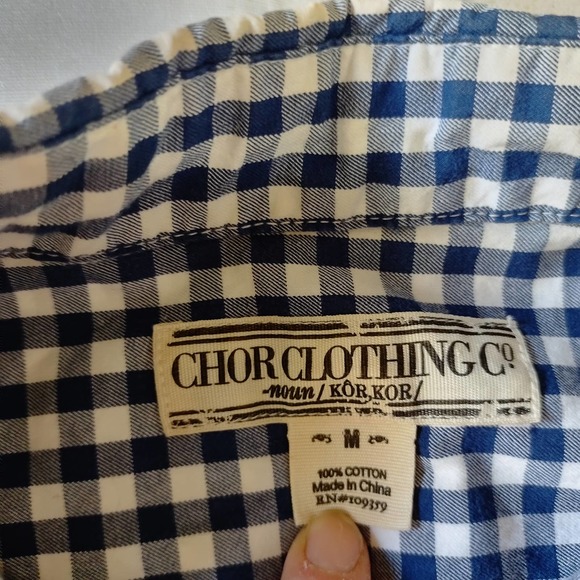 CHOR CLOTHING Cº
-noun/KÔR,KOR/
M
100% COTTON
Made in China
RN#109359